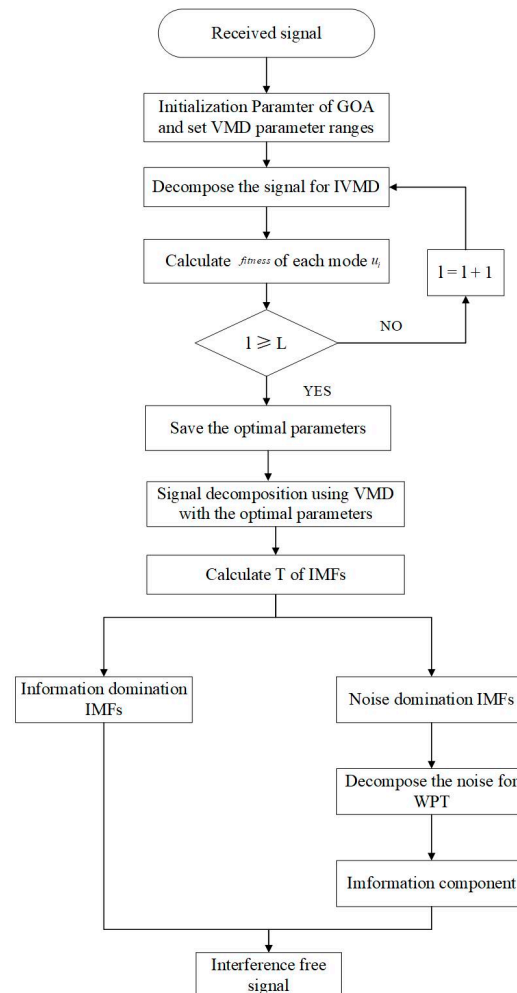 Received signal
Initialization Paramter of GOA
and set VMD parameter ranges
Decompose the signal for IVMD
Calculate fitness of each mode u_i
l = l + 1
l ≥ L
NO
YES
Save the optimal parameters
Signal decomposition using VMD
with the optimal parameters
Calculate T of IMFs
Information domination
IMFs
Noise domination IMFs
Decompose the noise for
WPT
Imformation component
Interference free
signal